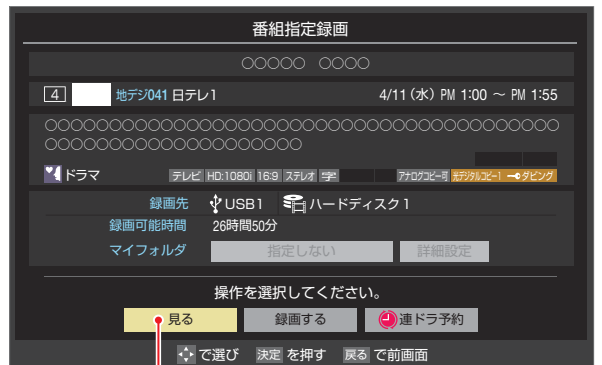 番組指定録画
○○○○○ ○○○○
4 地デジ041 日テレ1 4/11(水) PM 1:00 ～ PM 1:55
○○○○○○○○○○○○○○○○○○○○○○○○○○○○○○○○○○○○○○○○
○○○○○○○○○○○○○○○○○○○○
ドラマ テレビ HD:1080i 16:9 ステレオ 字 アナログコピー可 光デジタルコピー1 ダビング
録画先 USB1 ハードディスク1
録画可能時間 26時間50分
マイフォルダ 指定しない 詳細設定
操作を選択してください。
見る 録画する 連ドラ予約
で選び 決定 を押す 戻る で前画面